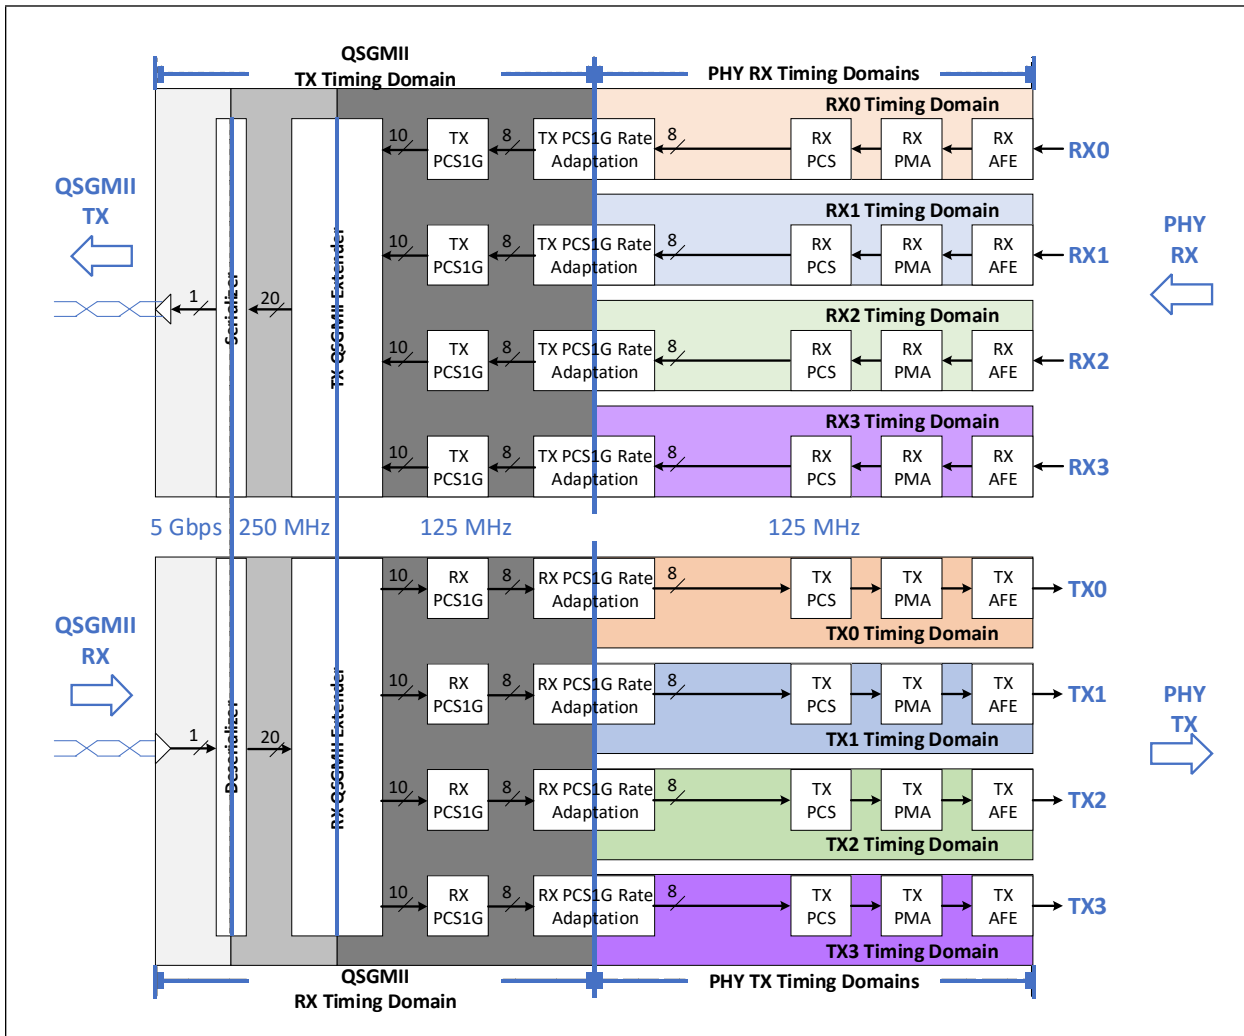 QSGMII
TX Timing Domain
PHY RX Timing Domains
RX0 Timing Domain
10
TX
PCS1G
8
TX PCS1G Rate
Adaptation
8
RX
PCS
RX
PMA
RX
AFE
RX0
QSGMII
TX
RX1 Timing Domain
10
TX
PCS1G
8
TX PCS1G Rate
Adaptation
8
RX
PCS
RX
PMA
RX
AFE
RX1
PHY
RX
1
Serializer
20
TX QSGMII Extender
RX2 Timing Domain
10
TX
PCS1G
8
TX PCS1G Rate
Adaptation
8
RX
PCS
RX
PMA
RX
AFE
RX2
RX3 Timing Domain
10
TX
PCS1G
8
TX PCS1G Rate
Adaptation
8
RX
PCS
RX
PMA
RX
AFE
RX3
5 Gbps
250 MHz
125 MHz
125 MHz
10
RX
PCS1G
8
RX PCS1G Rate
Adaptation
8
TX
PCS
TX
PMA
TX
AFE
TX0
TX0 Timing Domain
QSGMII
RX
10
RX
PCS1G
8
RX PCS1G Rate
Adaptation
8
TX
PCS
TX
PMA
TX
AFE
TX1
TX1 Timing Domain
PHY
TX
1
Deserializer
20
RX QSGMII Extender
10
RX
PCS1G
8
RX PCS1G Rate
Adaptation
8
TX
PCS
TX
PMA
TX
AFE
TX2
TX2 Timing Domain
10
RX
PCS1G
8
RX PCS1G Rate
Adaptation
8
TX
PCS
TX
PMA
TX
AFE
TX3
TX3 Timing Domain
QSGMII
RX Timing Domain
PHY TX Timing Domains